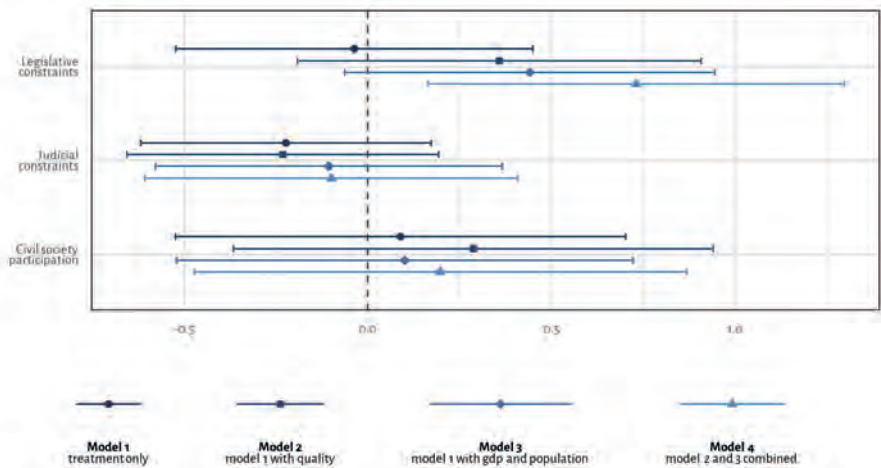 Legislative
constraints
Judicial
constraints
Civil society
participation
-0.5 0.0 0.5 1.0
Model 1 Model 2 Model 3 Model 4
treatment only model 1 with quality model 1 with gdp and population model 2 and 3 combined